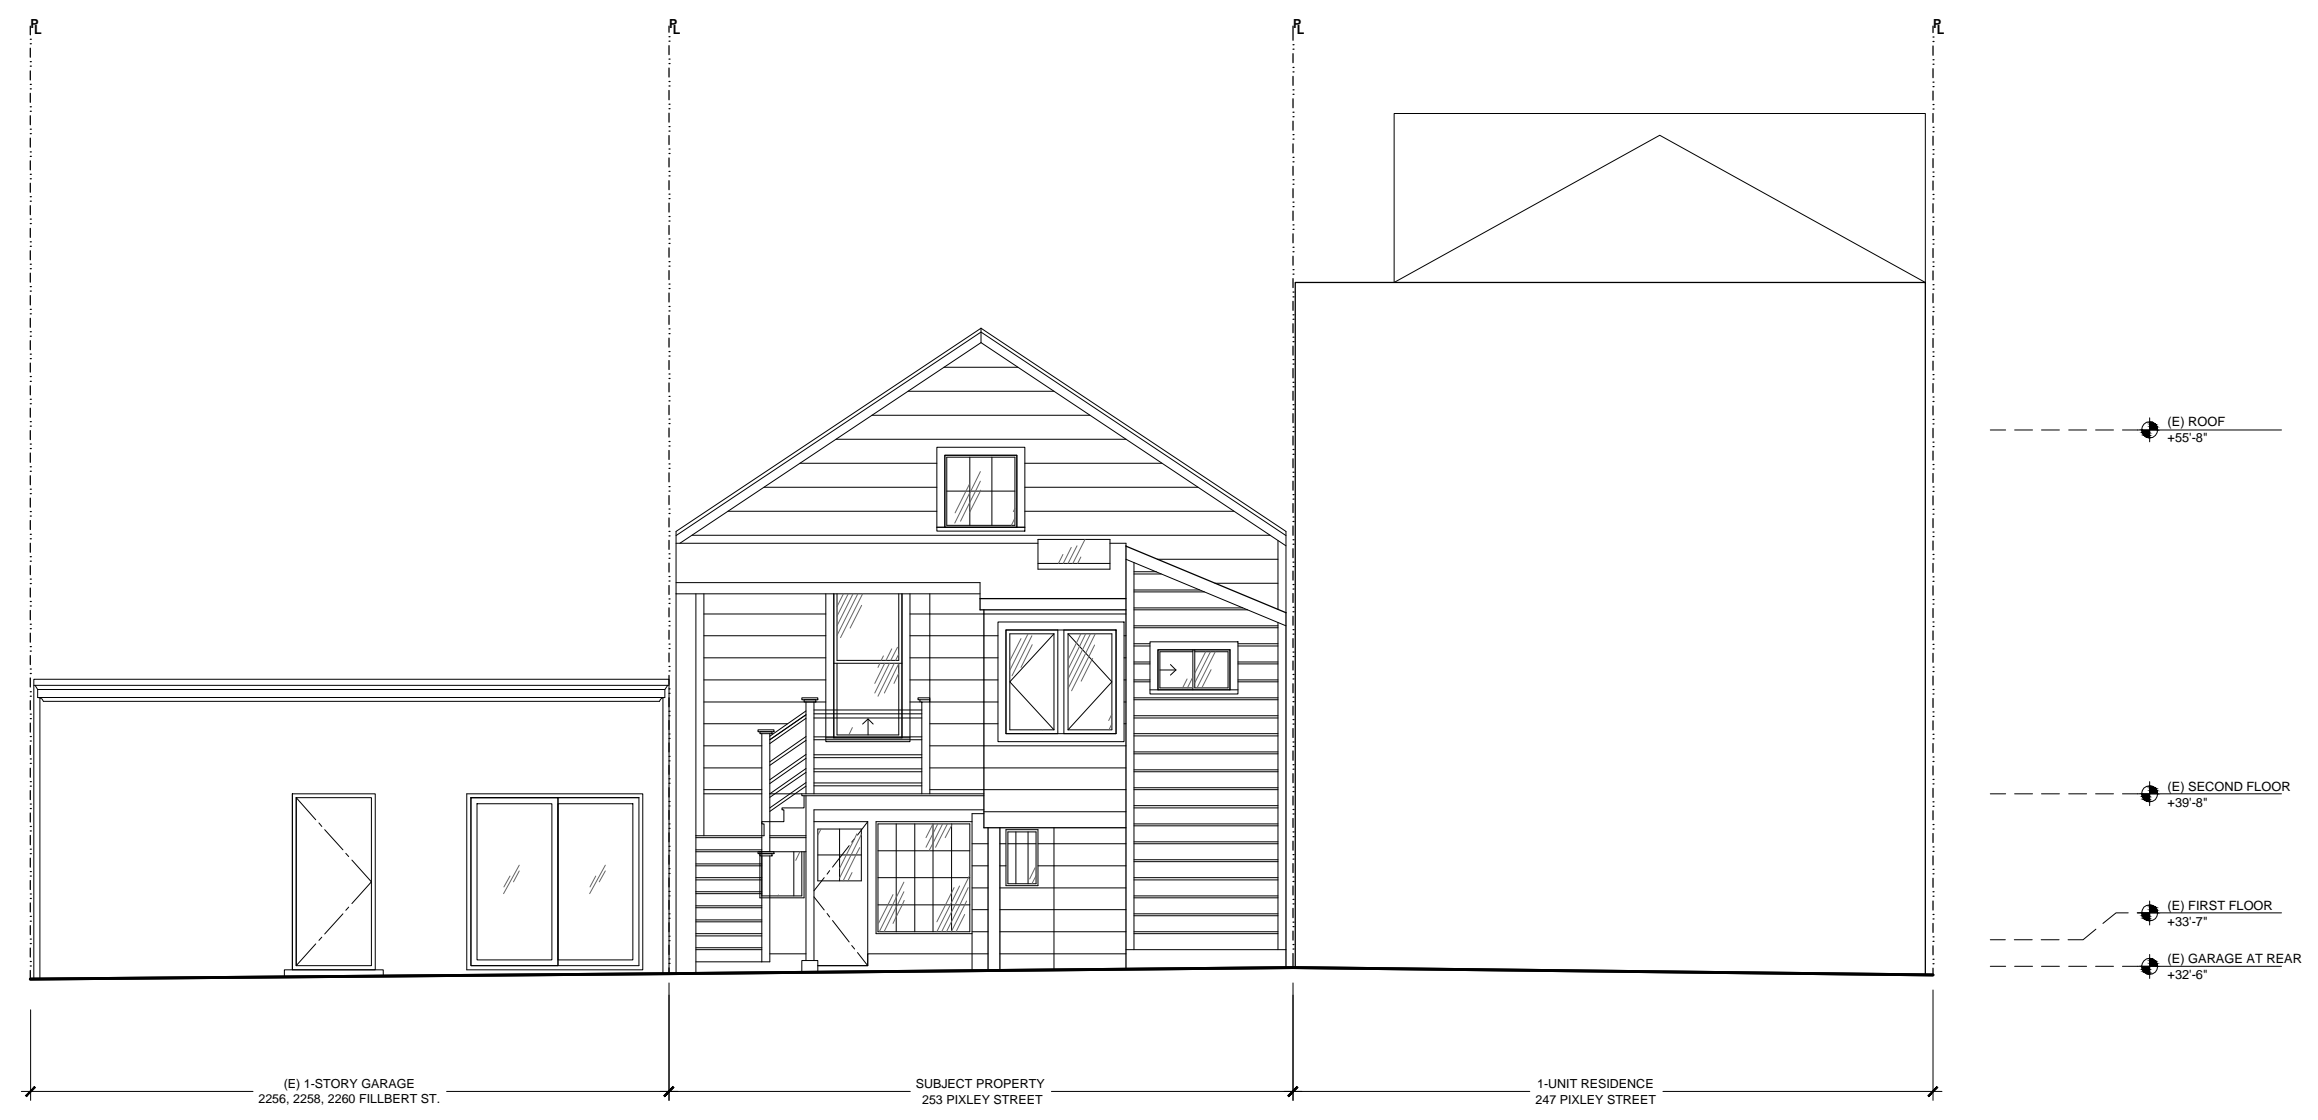 PL
PL
PL
PL
(E) ROOF
+55'-8"
(E) SECOND FLOOR
+39'-8"
(E) FIRST FLOOR
+33'-7"
(E) GARAGE AT REAR
+32'-6"
(E) 1-STORY GARAGE
2256, 2258, 2260 FILLBERT ST.
SUBJECT PROPERTY
253 PIXLEY STREET
1-UNIT RESIDENCE
247 PIXLEY STREET